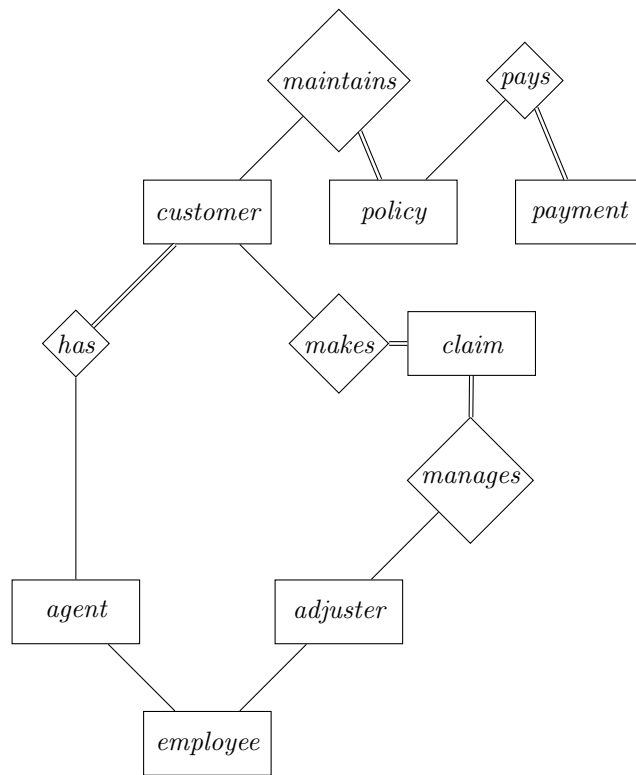 maintains
pays
customer
policy
payment
has
makes
claim
manages
agent
adjuster
employee